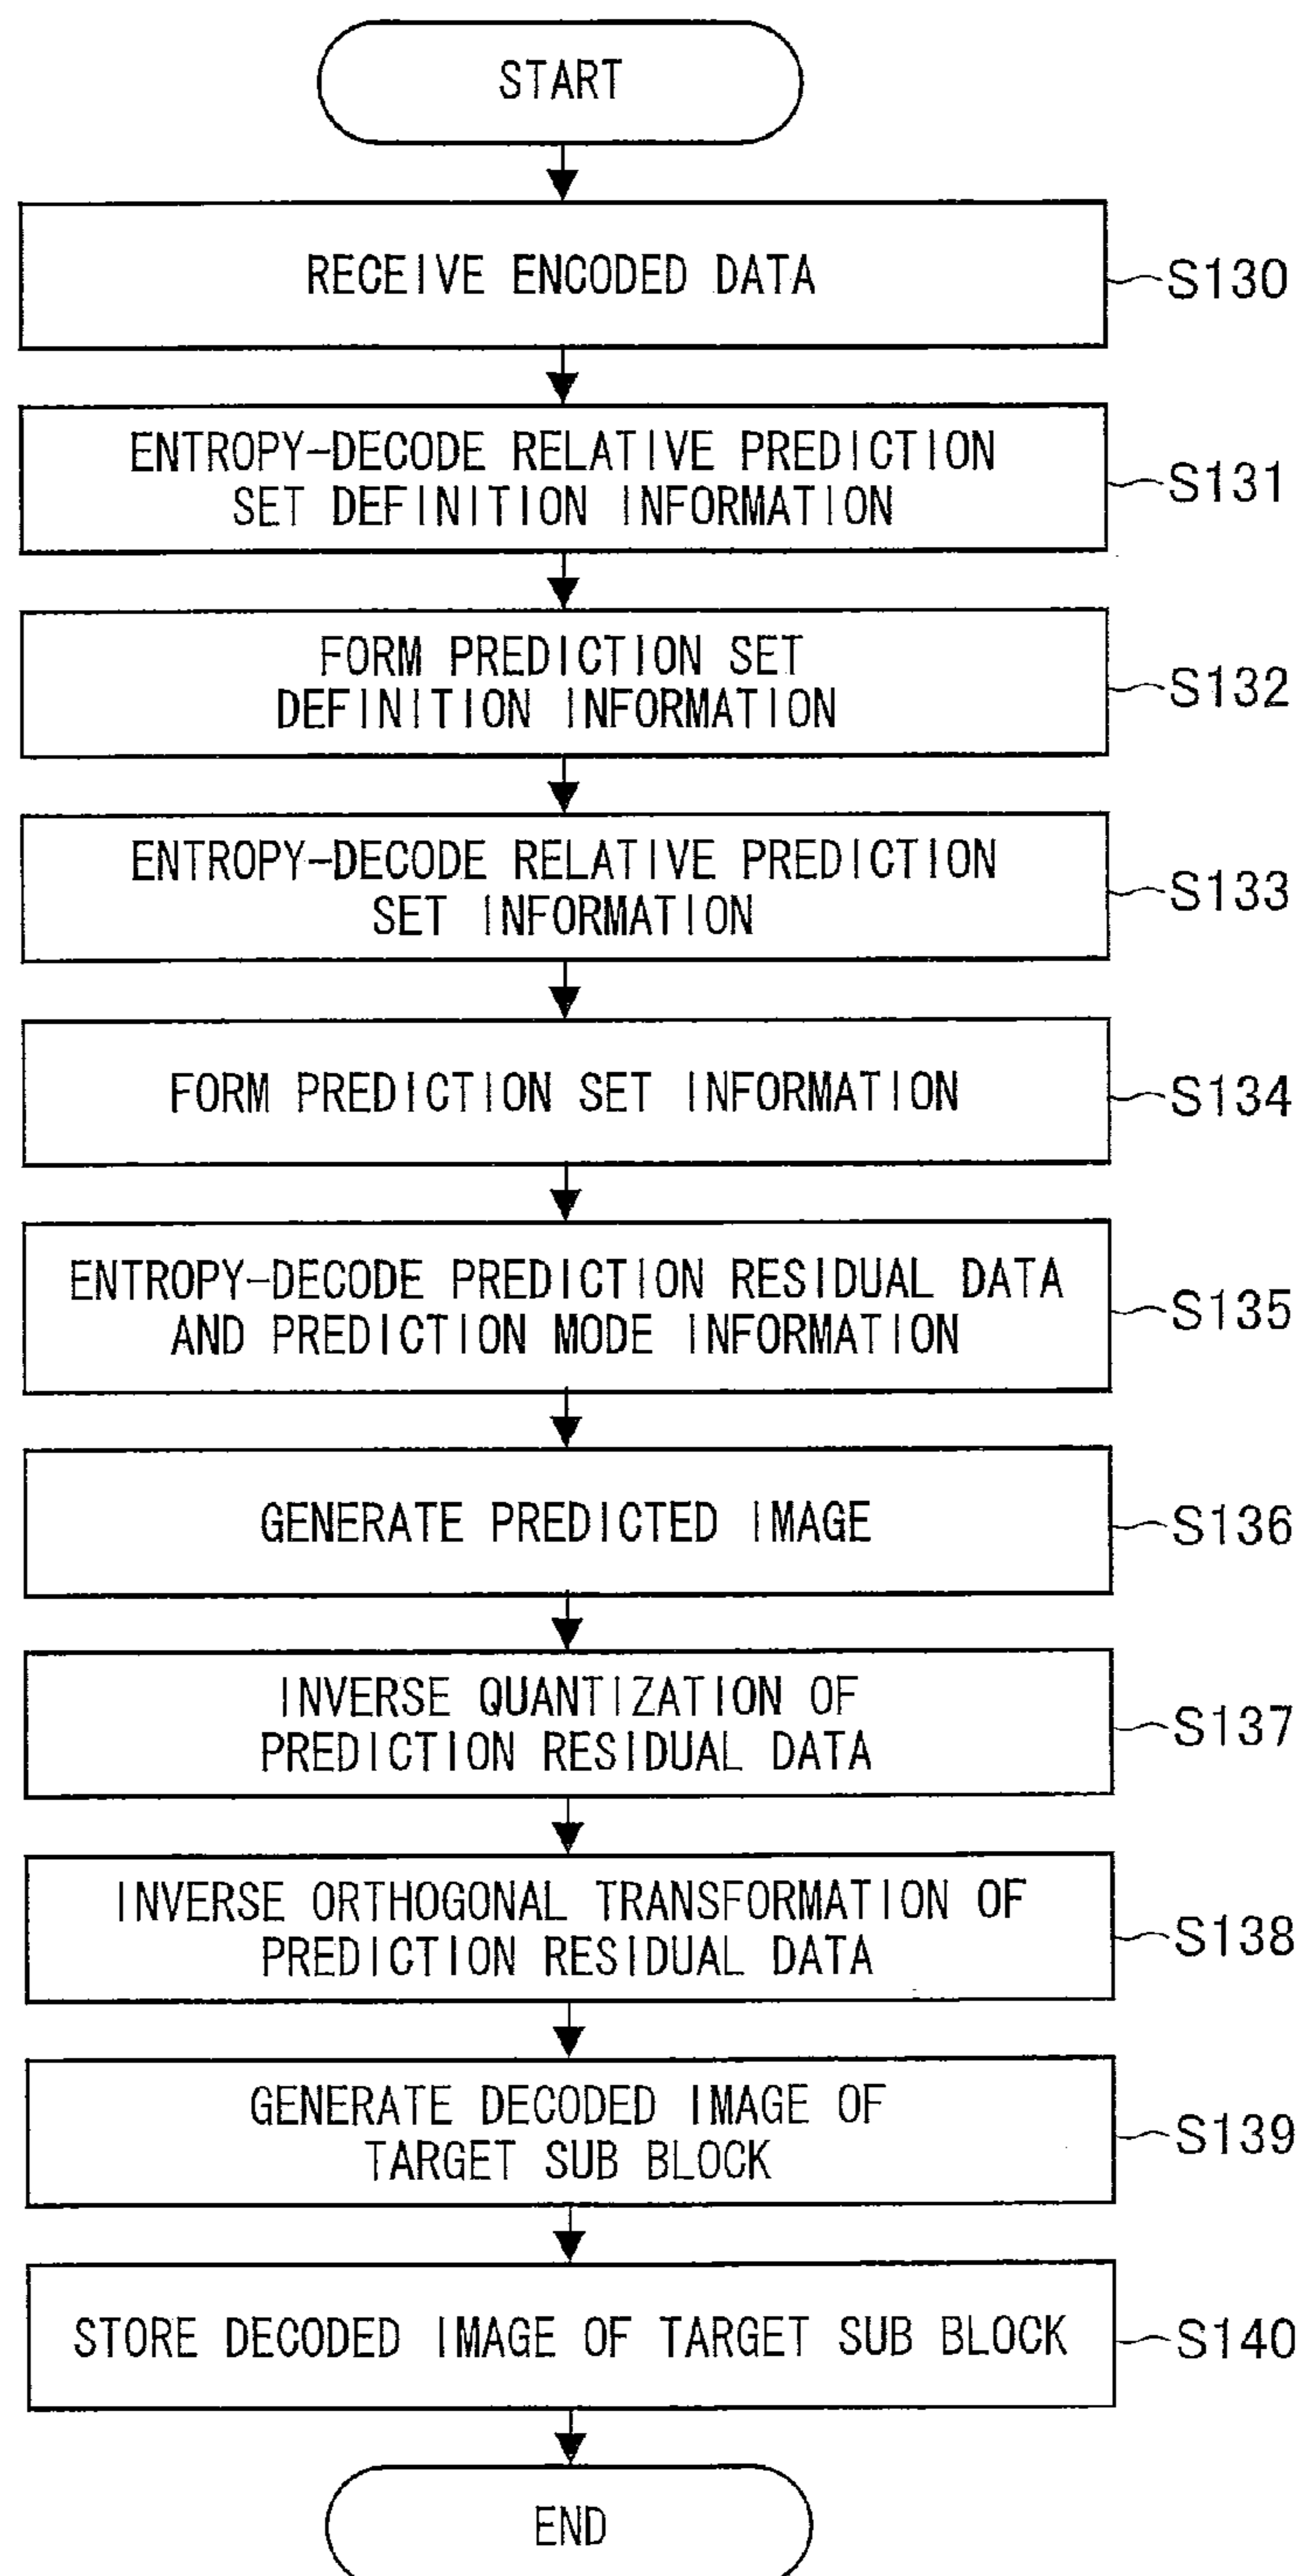 START
RECEIVE ENCODED DATA
S130
ENTROPY-DECODE RELATIVE PREDICTION
SET DEFINITION INFORMATION
S131
FORM PREDICTION SET
DEFINITION INFORMATION
S132
ENTROPY-DECODE RELATIVE PREDICTION
SET INFORMATION
S133
FORM PREDICTION SET INFORMATION
S134
ENTROPY-DECODE PREDICTION RESIDUAL DATA
AND PREDICTION MODE INFORMATION
S135
GENERATE PREDICTED IMAGE
S136
INVERSE QUANTIZATION OF
PREDICTION RESIDUAL DATA
S137
INVERSE ORTHOGONAL TRANSFORMATION OF
PREDICTION RESIDUAL DATA
S138
GENERATE DECODED IMAGE OF
TARGET SUB BLOCK
S139
STORE DECODED IMAGE OF TARGET SUB BLOCK
S140
END